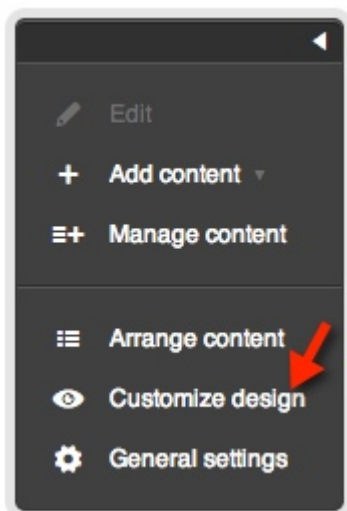 Edit
Add content
Manage content
Arrange content
Customize design
General settings